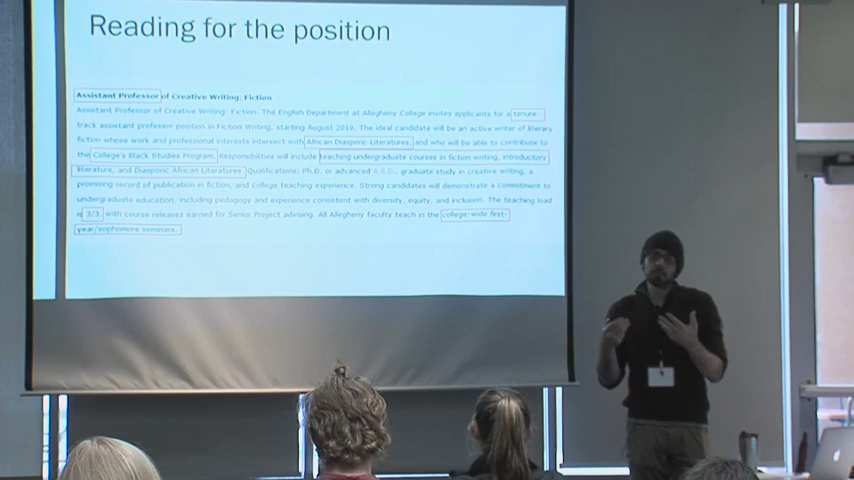 Reading for the position
Assistant Professor of Creative Writing: Fiction
Assistant Professor of Creative Writing: Fiction. The English Department at Allegheny College invites applicants for a tenure-
track assistant professor position in Fiction Writing, starting August 2019. The ideal candidate will be an active writer of literary
fiction whose work and professional interests intersect with African Diasporic Literatures, and who will be able to contribute to
the College's Black Studies Program. Responsibilities will include teaching undergraduate courses in fiction writing, introductory
literature, and Diasporic African Literatures. Qualifications: Ph.D. or advanced A.B.D., graduate study in creative writing, a
promising record of publication in fiction, and college teaching experience. Strong candidates will demonstrate a commitment to
undergraduate education, including pedagogy and experience consistent with diversity, equity, and inclusion. The teaching load
is 3/3, with course releases earned for Senior Project advising. All Allegheny faculty teach in the college-wide first-
year/sophomore seminars.